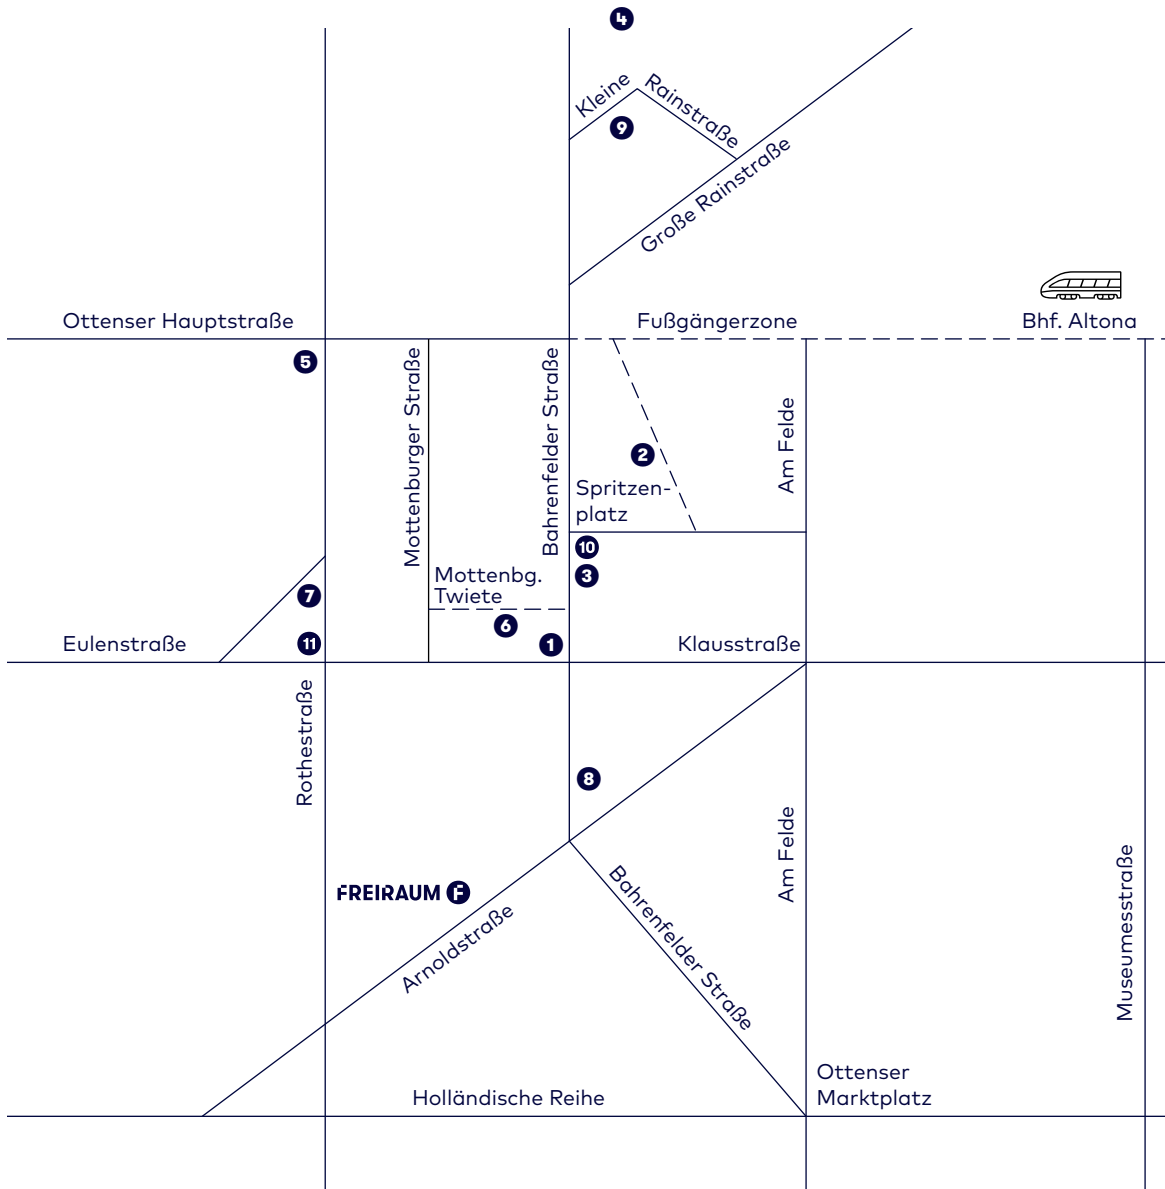 4
Kleine
Rainstraße
9
Große Rainstraße
Ottenser Hauptstraße
Fußgängerzone
Bhf. Altona
5
Mottenburger Straße
Bahrenfelder Straße
2
Am Felde
Spritzen-
platz
10
3
Mottenbg.
Twiete
7
6
11
1
Eulenstraße
Klausstraße
Rothestraße
8
Am Felde
FREIRAUM F
Arnoldstraße
Bahrenfelder Straße
Museumesstraße
Ottenser
Marktplatz
Holländische Reihe